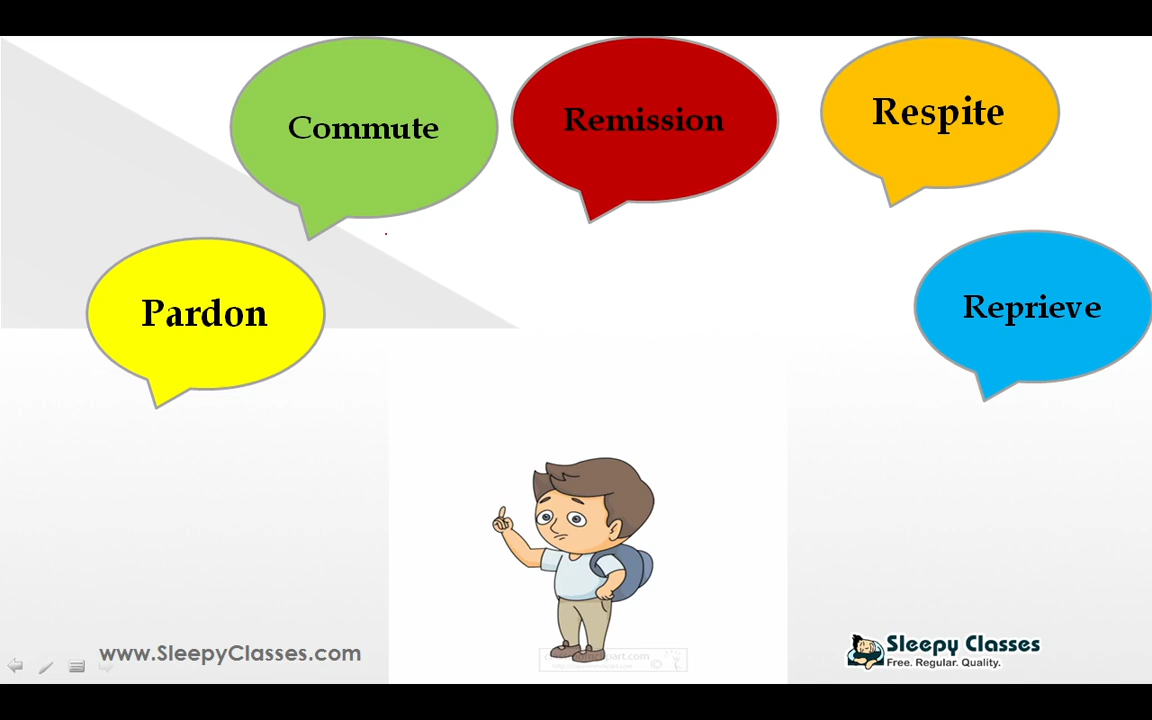 Commute
Remission
Respite
Pardon
Reprieve
www.SleepyClasses.com
Sleepy Classes
Free. Regular. Quality.